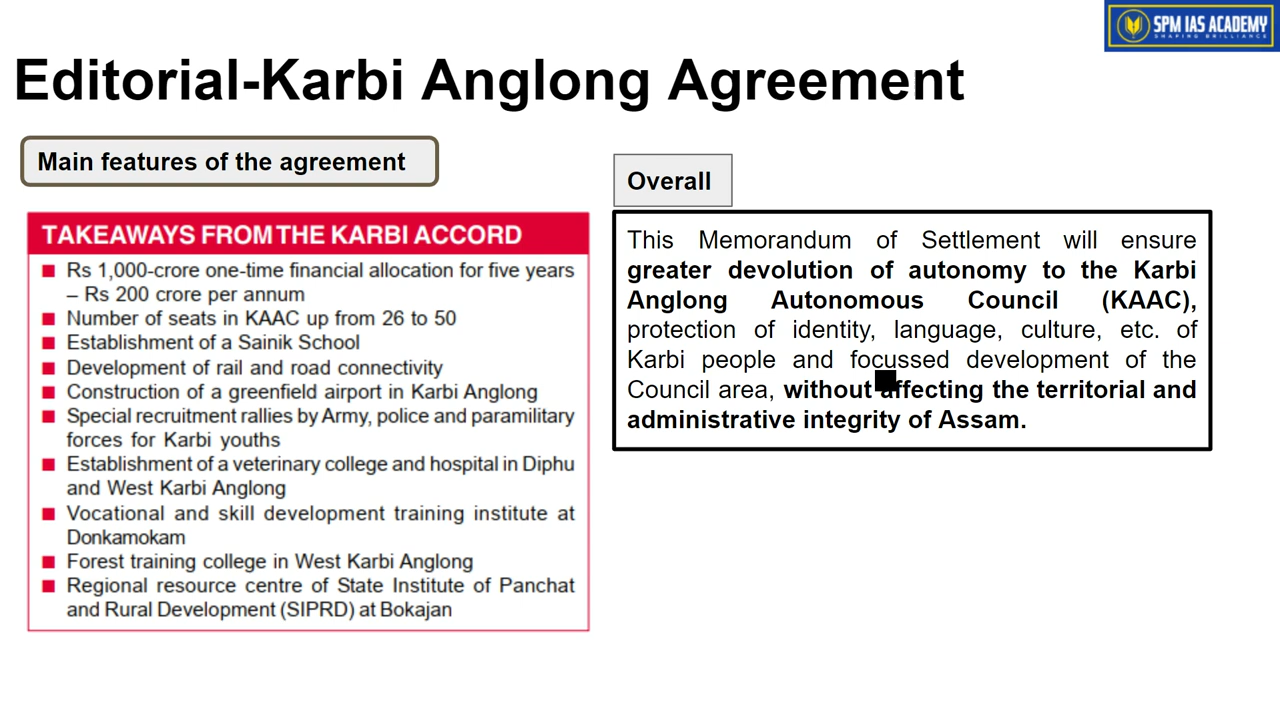 SPM IAS ACADEMY
SHAPING BRILLIANCE
Editorial-Karbi Anglong Agreement
Main features of the agreement
TAKEAWAYS FROM THE KARBI ACCORD
Rs 1,000-crore one-time financial allocation for five years
– Rs 200 crore per annum
Number of seats in KAAC up from 26 to 50
Establishment of a Sainik School
Development of rail and road connectivity
Construction of a greenfield airport in Karbi Anglong
Special recruitment rallies by Army, police and paramilitary
forces for Karbi youths
Establishment of a veterinary college and hospital in Diphu
and West Karbi Anglong
Vocational and skill development training institute at
Donkamokam
Forest training college in West Karbi Anglong
Regional resource centre of State Institute of Panchat
and Rural Development (SIPRD) at Bokajan
Overall
This Memorandum of Settlement will ensure
greater devolution of autonomy to the Karbi
Anglong Autonomous Council (KAAC),
protection of identity, language, culture, etc. of
Karbi people and focussed development of the
Council area, without affecting the territorial and
administrative integrity of Assam.